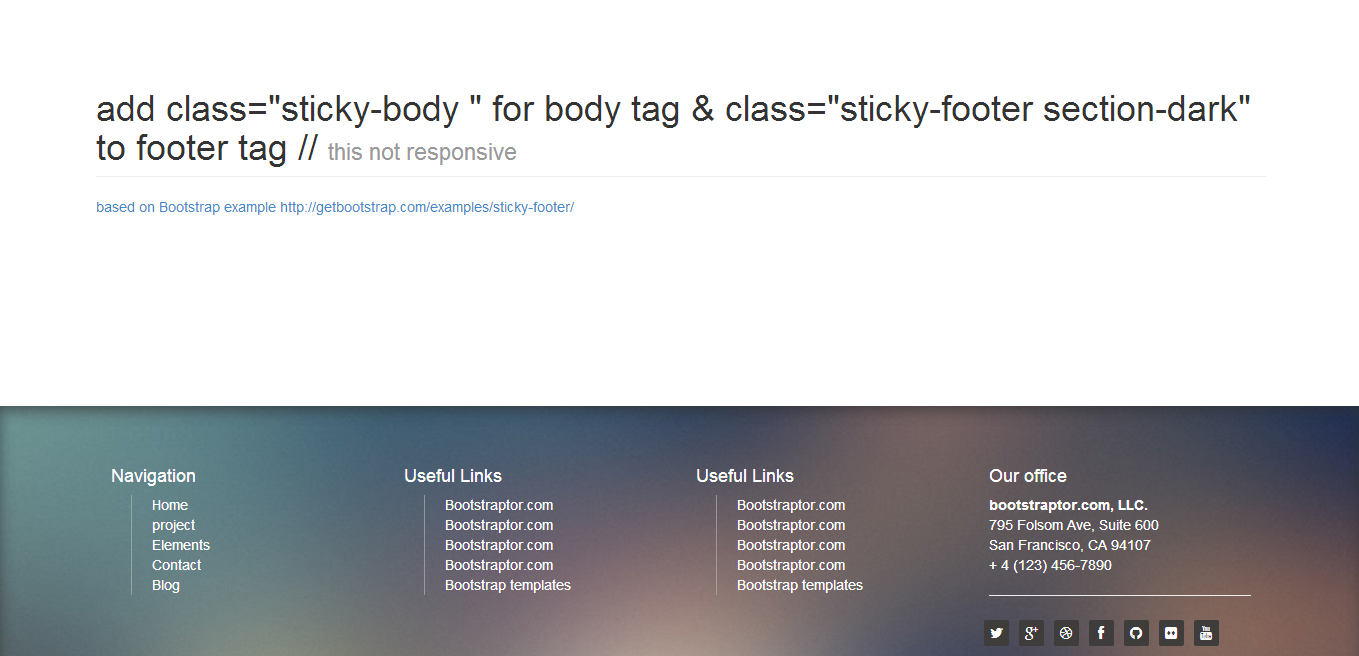 add class="sticky-body " for body tag & class="sticky-footer section-dark"
to footer tag // this not responsive
based on Bootstrap example http://getbootstrap.com/examples/sticky-footer/
Navigation
Home
project
Elements
Contact
Blog
Useful Links
Bootstraptor.com
Bootstraptor.com
Bootstraptor.com
Bootstraptor.com
Bootstrap templates
Useful Links
Bootstraptor.com
Bootstraptor.com
Bootstraptor.com
Bootstraptor.com
Bootstrap templates
Our office
bootstraptor.com, LLC.
795 Folsom Ave, Suite 600
San Francisco, CA 94107
+ 4 (123) 456-7890
g+ f You Tube